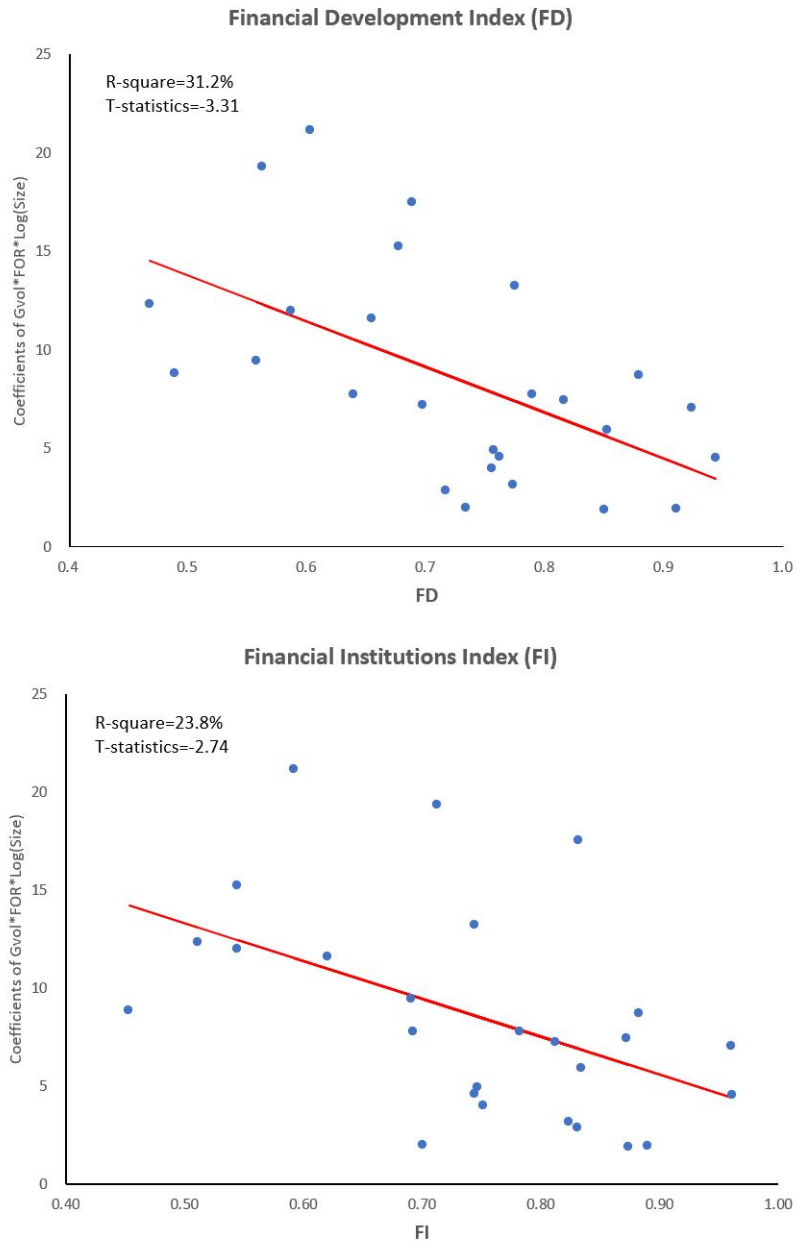 Financial Development Index (FD)
25
R-square=31.2%
T-statistics=-3.31
20
15
10
5
0
Coefficients of Gvol*FOR*Log(Size)
0.4 0.5 0.6 0.7 0.8 0.9 1.0
FD
Financial Institutions Index (FI)
25
R-square=23.8%
T-statistics=-2.74
20
15
10
5
0
Coefficients of Gvol*FOR*Log(Size)
0.40 0.50 0.60 0.70 0.80 0.90 1.00
FI